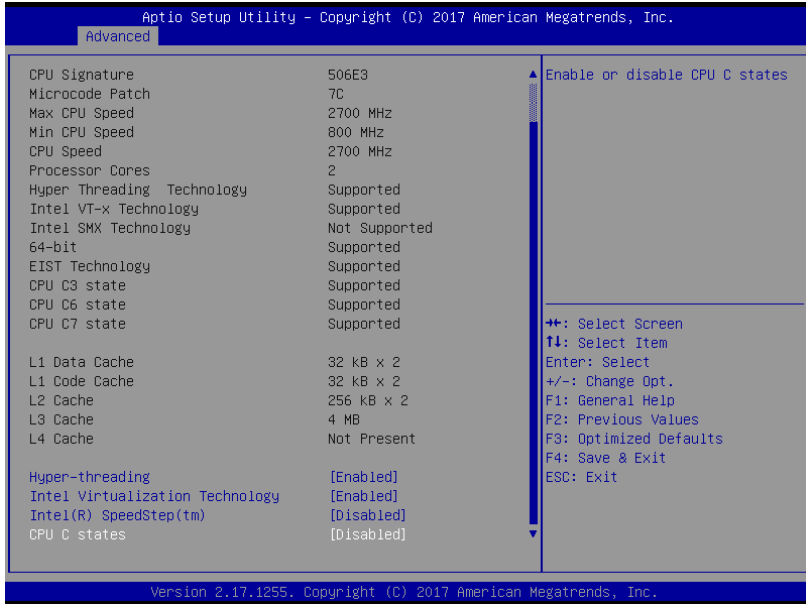 Aptio Setup Utility – Copyright (C) 2017 American Megatrends, Inc.
Advanced
CPU Signature 506E3
Microcode Patch 7C
Max CPU Speed 2700 MHz
Min CPU Speed 800 MHz
CPU Speed 2700 MHz
Processor Cores 2
Hyper Threading Technology Supported
Intel VT-x Technology Supported
Intel SMX Technology Not Supported
64-bit Supported
EIST Technology Supported
CPU C3 state Supported
CPU C6 state Supported
CPU C7 state Supported
L1 Data Cache 32 kB x 2
L1 Code Cache 32 kB x 2
L2 Cache 256 kB x 2
L3 Cache 4 MB
L4 Cache Not Present
Hyper-threading [Enabled]
Intel Virtualization Technology [Enabled]
Intel(R) SpeedStep(tm) [Disabled]
CPU C states [Disabled]
Enable or disable CPU C states
→←: Select Screen
↑↓: Select Item
Enter: Select
+/-: Change Opt.
F1: General Help
F2: Previous Values
F3: Optimized Defaults
F4: Save & Exit
ESC: Exit
Version 2.17.1255. Copyright (C) 2017 American Megatrends, Inc.